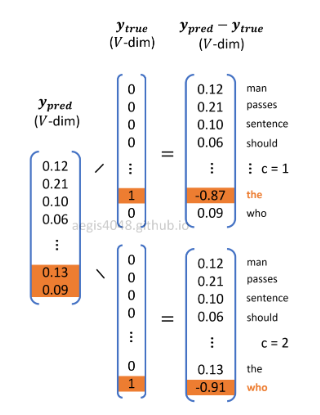 y_true y_pred − y_true
(V-dim) (V-dim)
y_pred
(V-dim)
0.12
0.21
0.10
0.06
⋮
0.13
0.09
0 0.12 man
0 0.21 passes
0 0.10 sentence
0 0.06 should
⋮ = ⋮ ⋮ c = 1
1 -0.87 the
0 0.09 who
aegis4048.github.io
0 0.12 man
0 0.21 passes
0 0.10 sentence
0 0.06 should
⋮ = ⋮ c = 2
0 0.13 the
1 -0.91 who